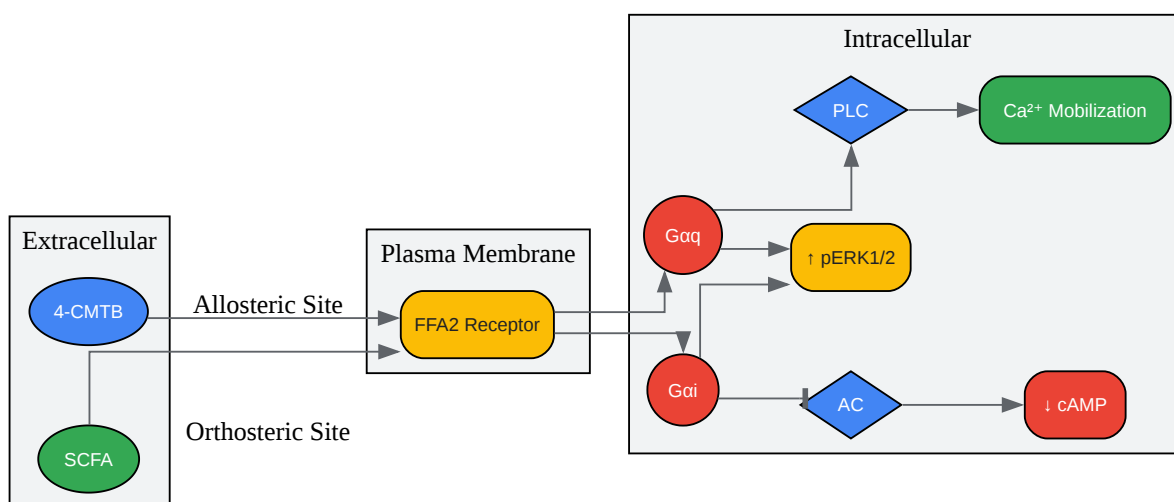 Intracellular
PLC
Ca²⁺ Mobilization
Extracellular
Plasma Membrane
Gαq
↑ pERK1/2
4-CMTB
Allosteric Site
FFA2 Receptor
Gαi
AC
↓ cAMP
Orthosteric Site
SCFA